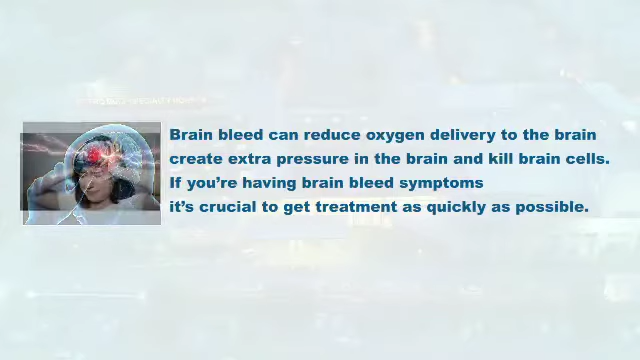 Brain bleed can reduce oxygen delivery to the brain
create extra pressure in the brain and kill brain cells.
If you're having brain bleed symptoms
it's crucial to get treatment as quickly as possible.